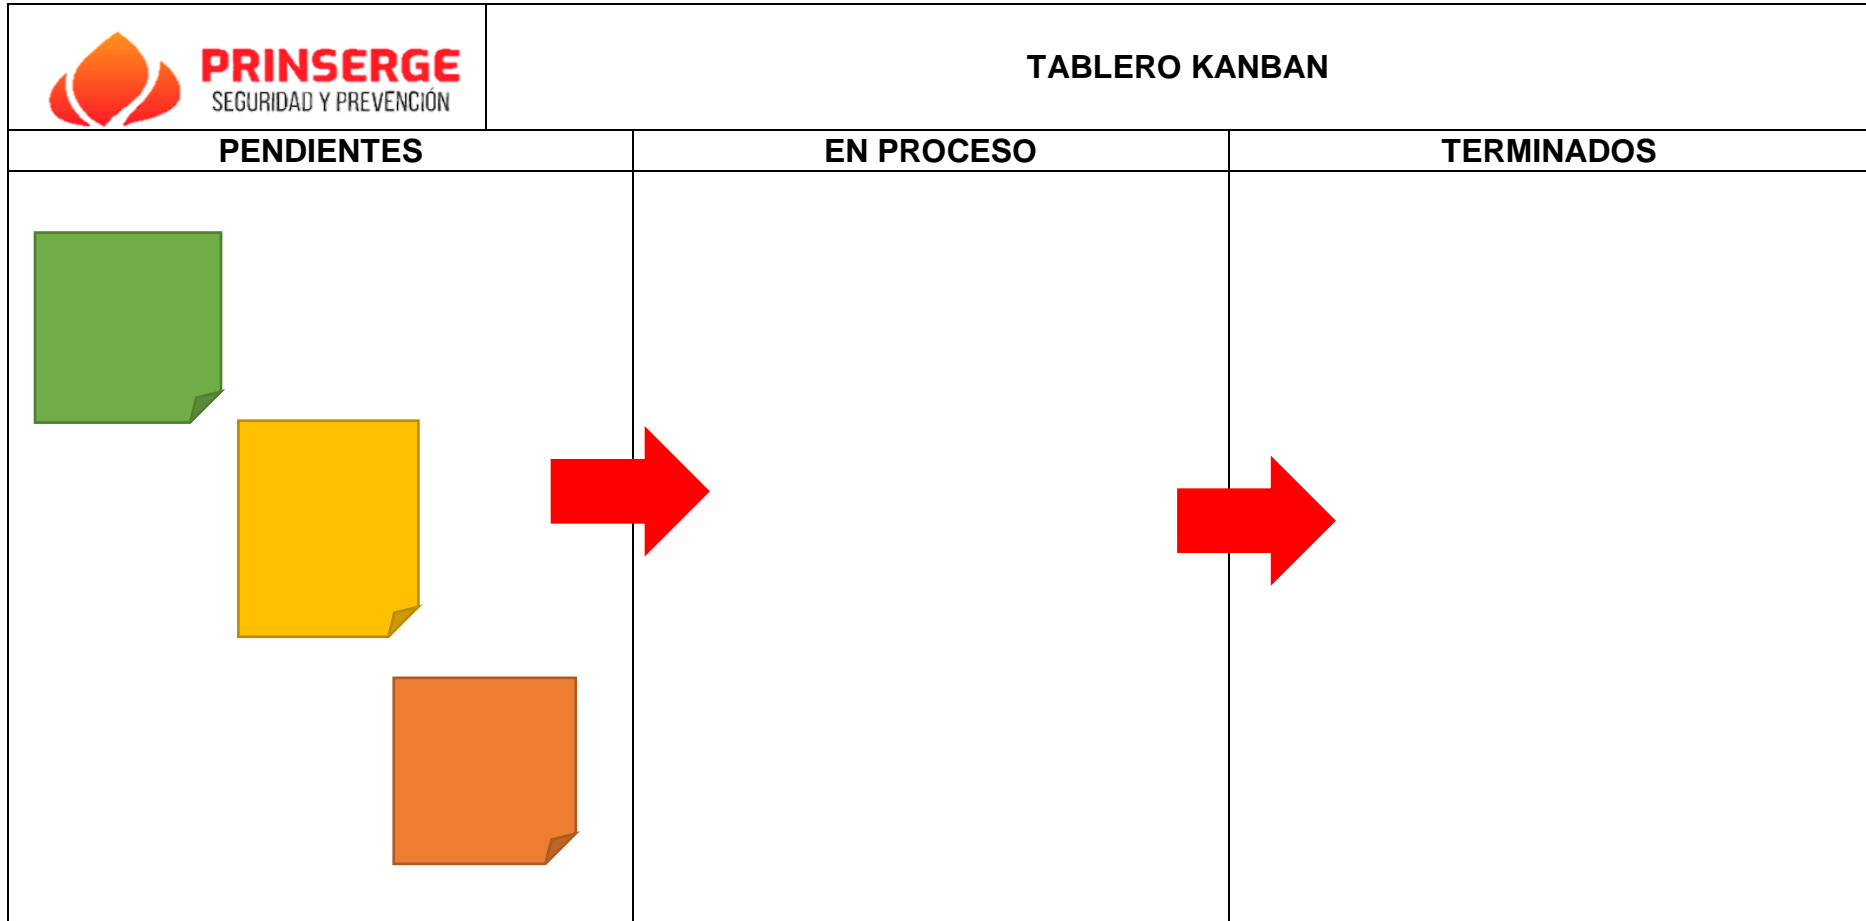 PRINSERGE
SEGURIDAD Y PREVENCIÓN
TABLERO KANBAN
PENDIENTES
EN PROCESO
TERMINADOS